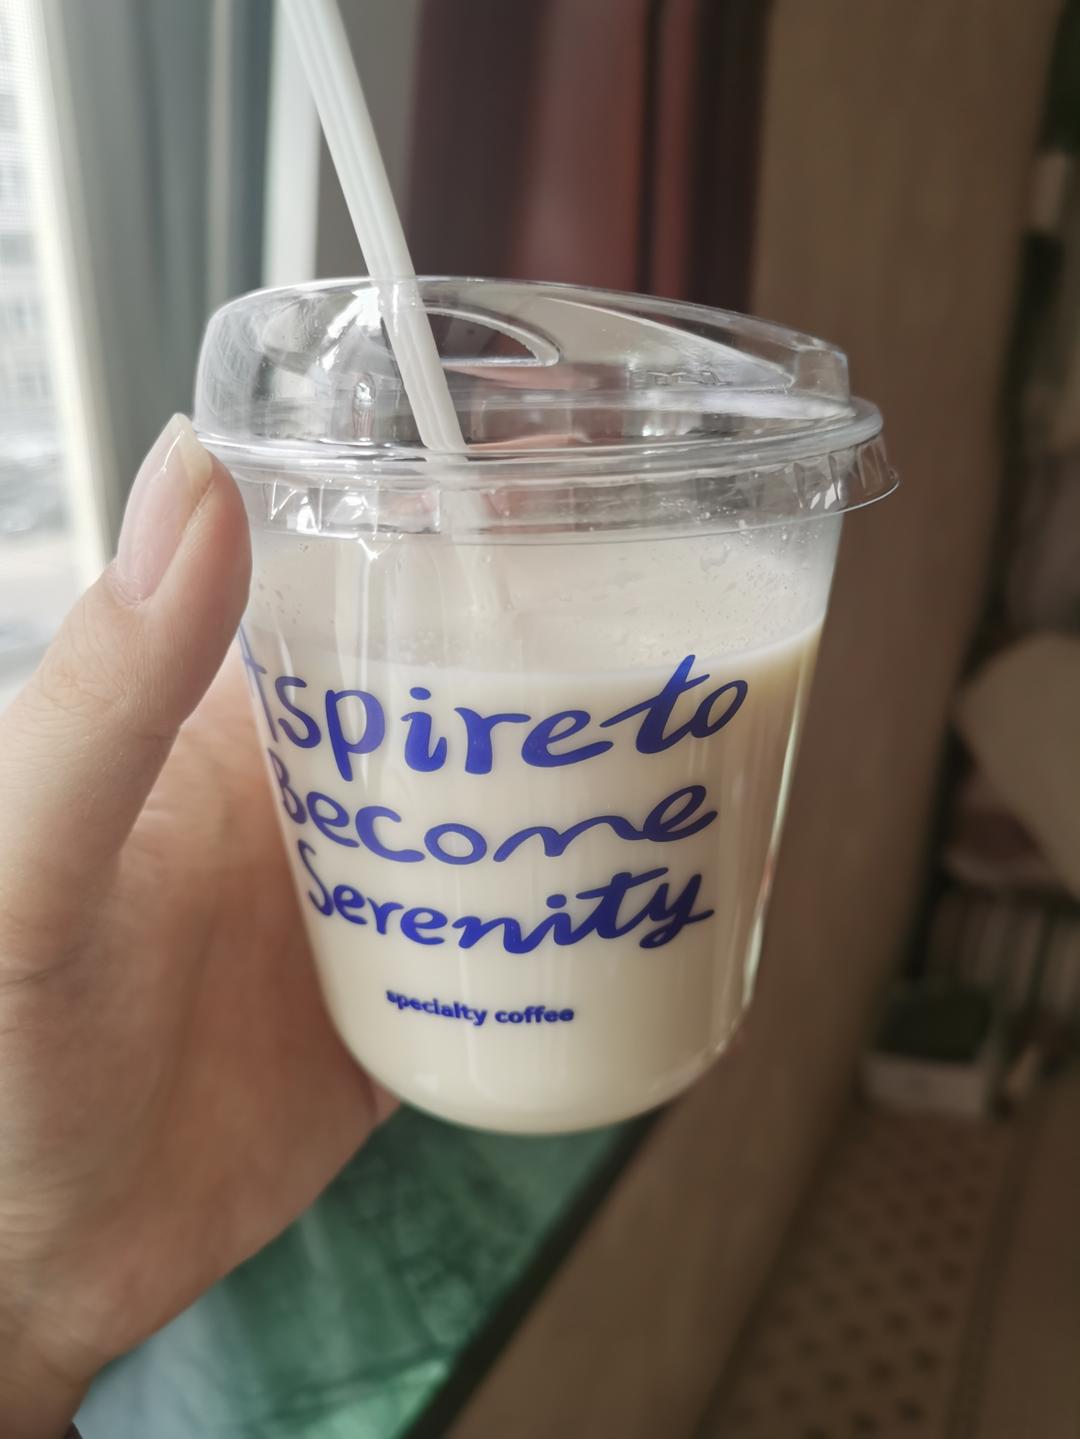 Aspire to
Become
Serenity
specialty coffee